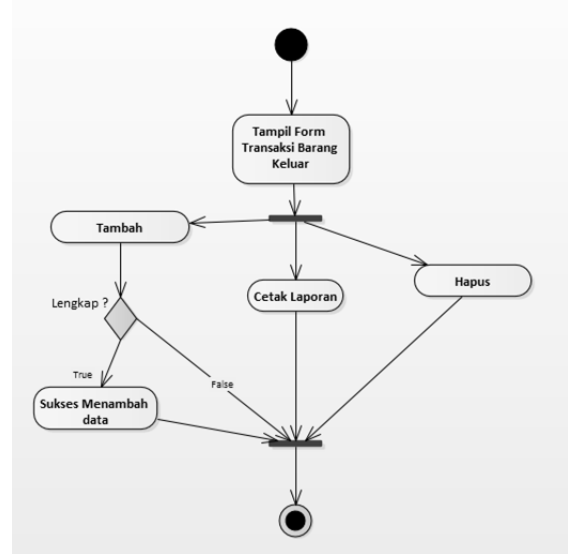 Tampil Form
Transaksi Barang
Keluar
Tambah
Hapus
Cetak Laporan
Lengkap ?
True
False
Sukses Menambah
data